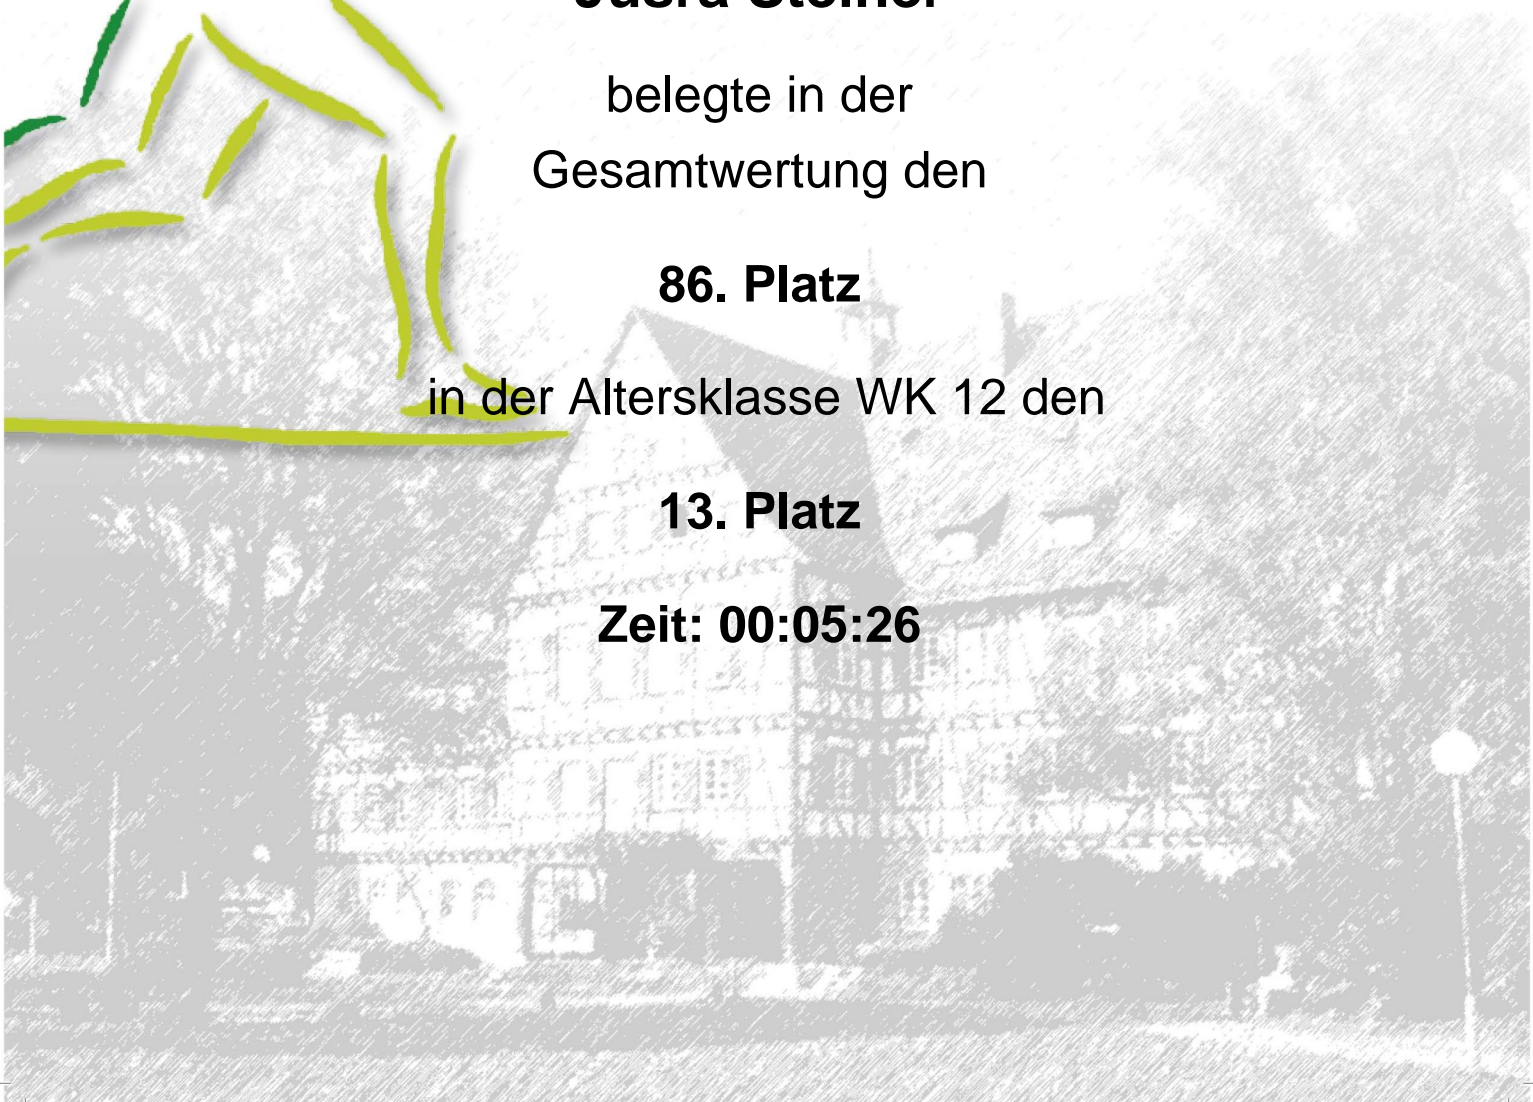 belegte in der
Gesamtwertung den
86. Platz
in der Altersklasse WK 12 den
13. Platz
Zeit: 00:05:26